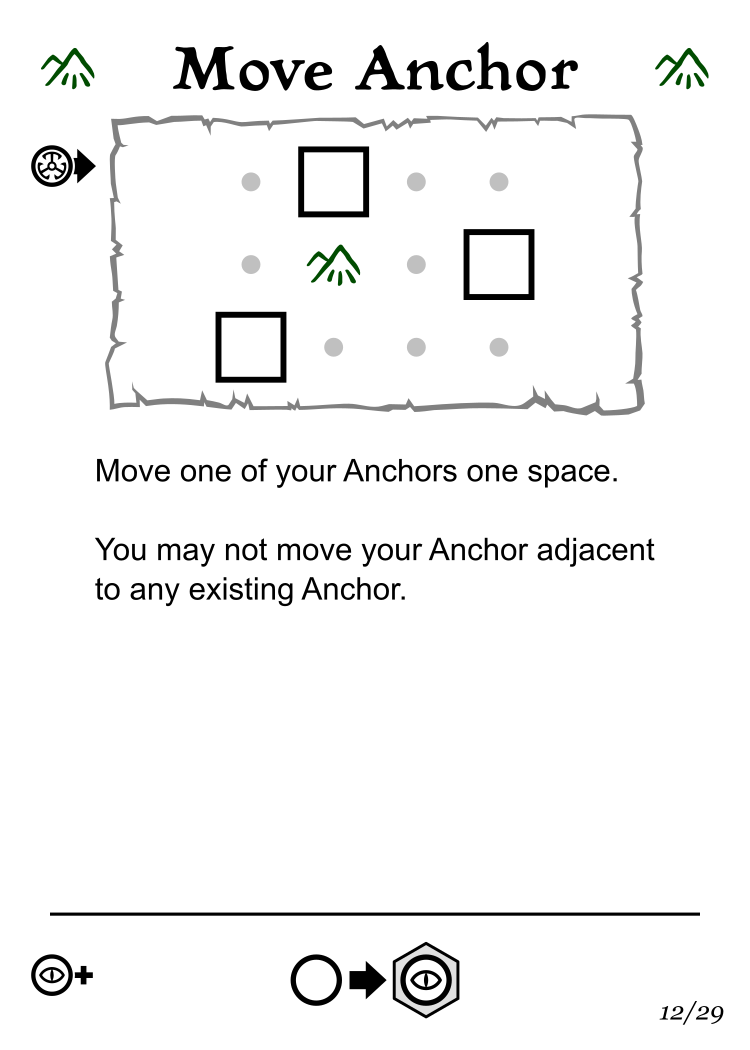 Move Anchor
Move one of your Anchors one space.
You may not move your Anchor adjacent
to any existing Anchor.
12/29